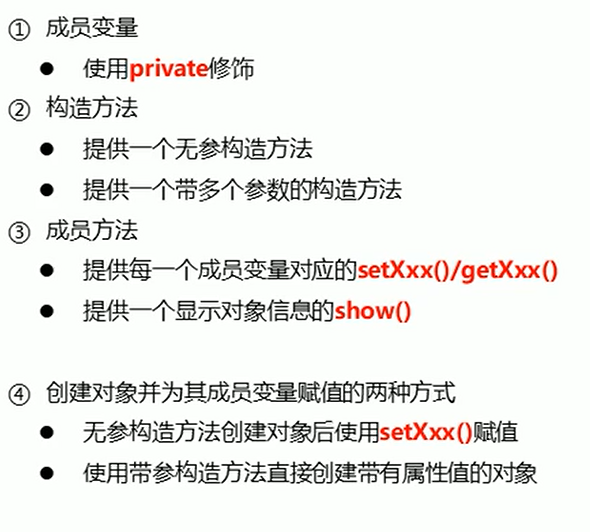 ① 成员变量
● 使用private修饰
② 构造方法
● 提供一个无参构造方法
● 提供一个带多个参数的构造方法
③ 成员方法
● 提供每一个成员变量对应的setXxx()/getXxx()
● 提供一个显示对象信息的show()
④ 创建对象并为其成员变量赋值的两种方式
● 无参构造方法创建对象后使用setXxx()赋值
● 使用带参构造方法直接创建带有属性值的对象